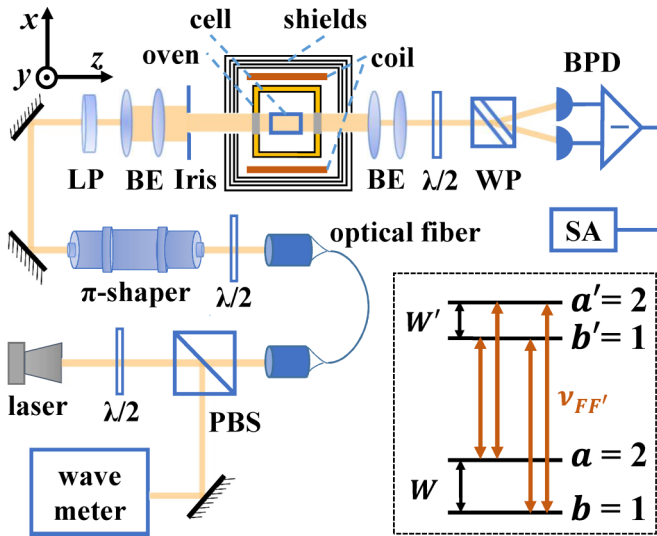 x
y
z
cell
oven
shields
coil
BPD
LP
BE
Iris
BE
λ/2
WP
−
SA
π-shaper
λ/2
optical fiber
laser
λ/2
PBS
wave
meter
W′
a′= 2
b′= 1
ν_FF′
W
a = 2
b = 1